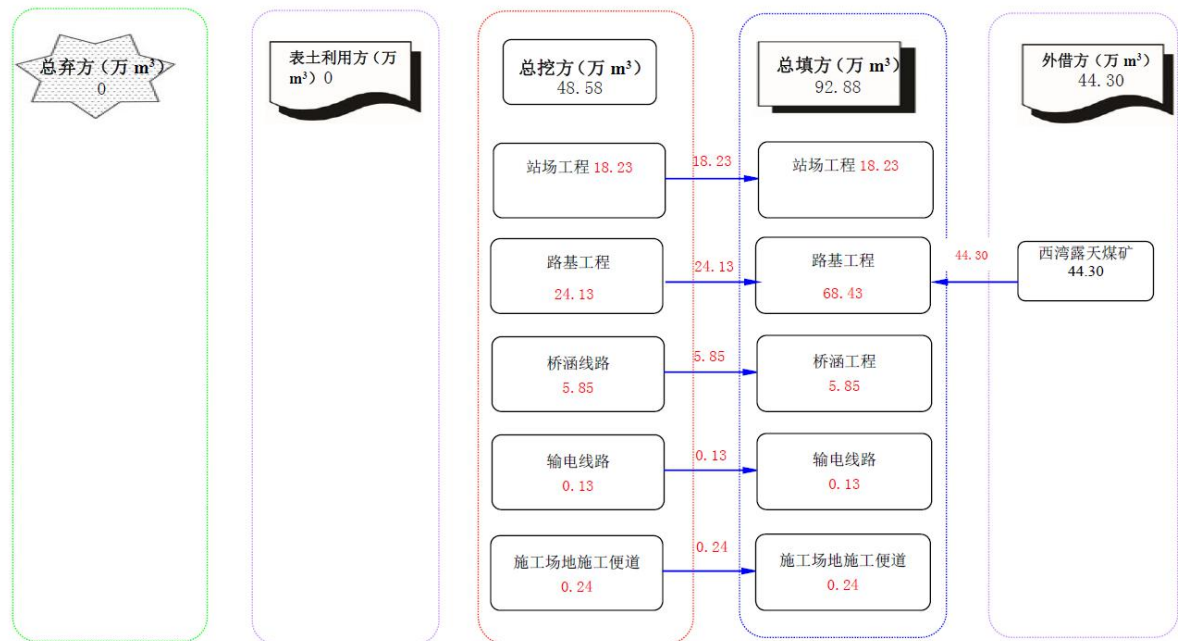 总弃方（万 m³）
0
表土利用方（万
m³）0
总挖方（万 m³）
48.58
总填方（万 m³）
92.88
外借方（万 m³）
44.30
站场工程 18.23
18.23
站场工程 18.23
路基工程
24.13
24.13
路基工程
68.43
44.30
西湾露天煤矿
44.30
桥涵线路
5.85
5.85
桥涵工程
5.85
输电线路
0.13
0.13
输电线路
0.13
施工场地施工便道
0.24
0.24
施工场地施工便道
0.24